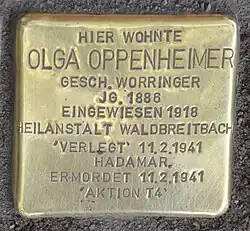 HIER WOHNTE
OLGA OPPENHEIMER
GESCH. WORRINGER
JG. 1886
EINGEWIESEN 1918
HEILANSTALT WALDBREITBACH
'VERLEGT' 11.2.1941
HADAMAR
ERMORDET 11.2.1941
'AKTION T4'